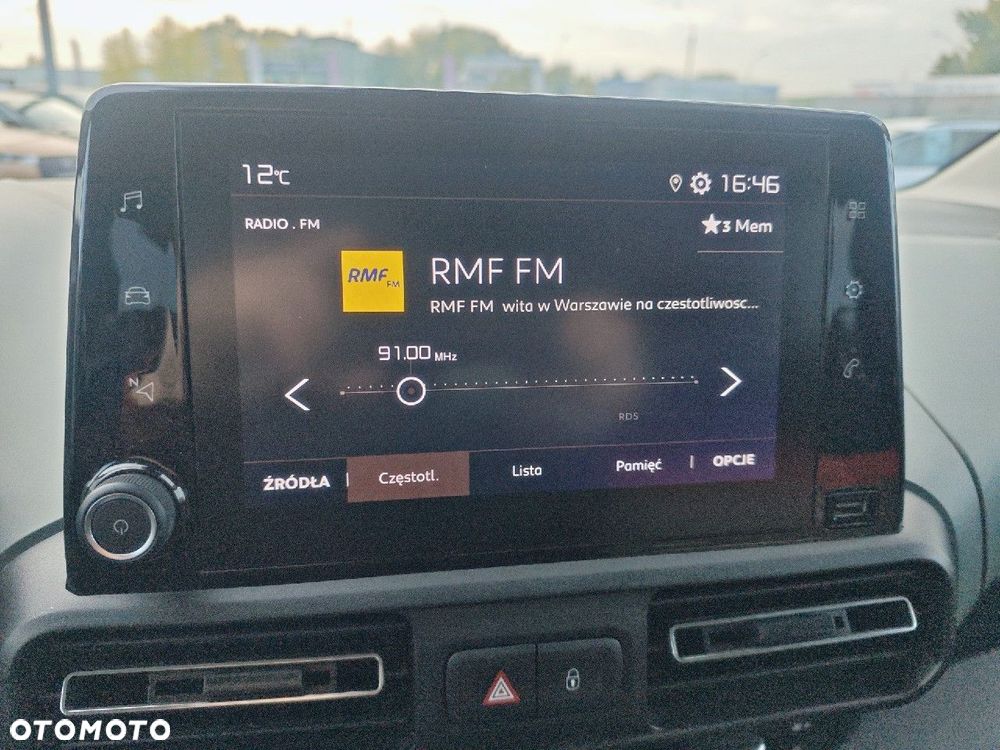 12°C
16:46
RADIO . FM
3 Mem
RMF FM
RMF FM
RMF FM wita w Warszawie na czestotliwosc...
91.00 MHz
RDS
ŹRÓDŁA | Częstotl. Lista Pamięć | OPCJE
N
OTOMOTO